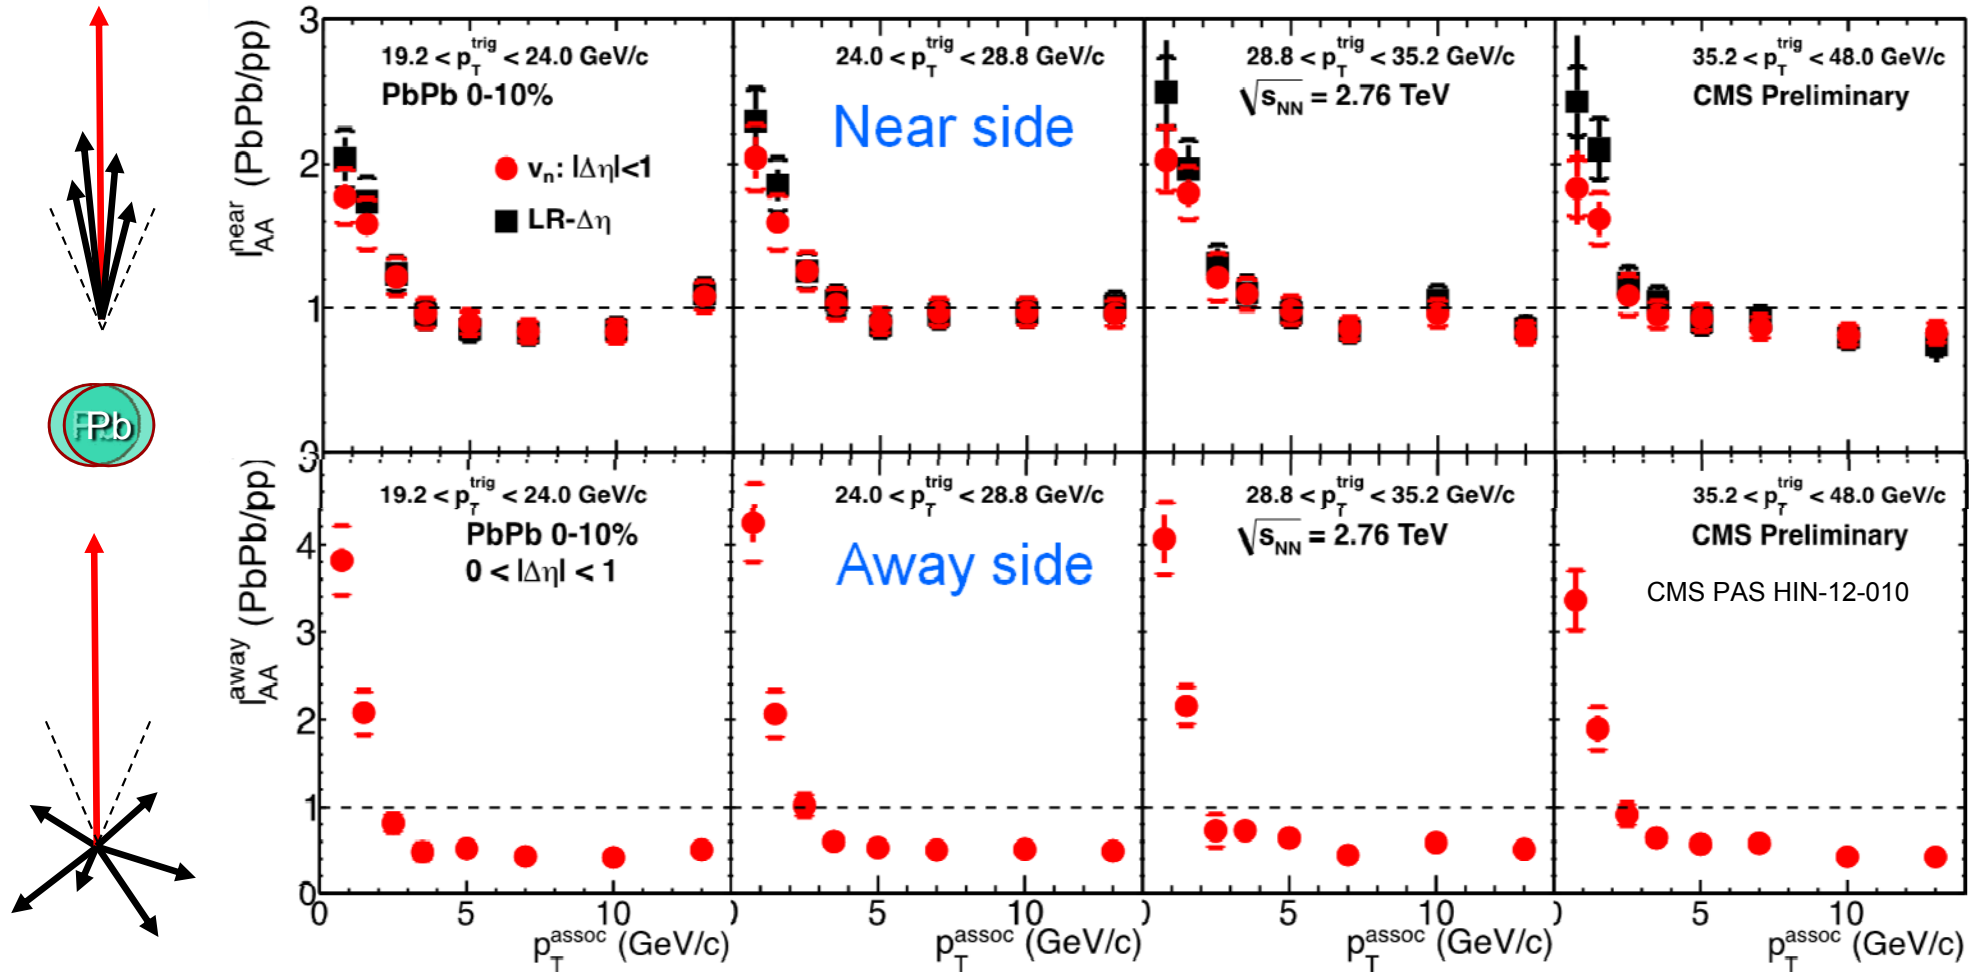 3
2
1
0
I_AA^near (PbPb/pp)
19.2 < p_T^trig < 24.0 GeV/c
PbPb 0-10%
v_n: |Δη|<1
LR-Δη
24.0 < p_T^trig < 28.8 GeV/c
Near side
28.8 < p_T^trig < 35.2 GeV/c
√s_NN = 2.76 TeV
35.2 < p_T^trig < 48.0 GeV/c
CMS Preliminary
Pb
5
4
3
2
1
0
I_AA^away (PbPb/pp)
19.2 < p_T^trig < 24.0 GeV/c
PbPb 0-10%
0 < |Δη| < 1
24.0 < p_T^trig < 28.8 GeV/c
Away side
28.8 < p_T^trig < 35.2 GeV/c
√s_NN = 2.76 TeV
35.2 < p_T^trig < 48.0 GeV/c
CMS Preliminary
CMS PAS HIN-12-010
0 5 10 0 5 10 0 5 10 0 5 10
p_T^assoc (GeV/c) p_T^assoc (GeV/c) p_T^assoc (GeV/c) p_T^assoc (GeV/c)